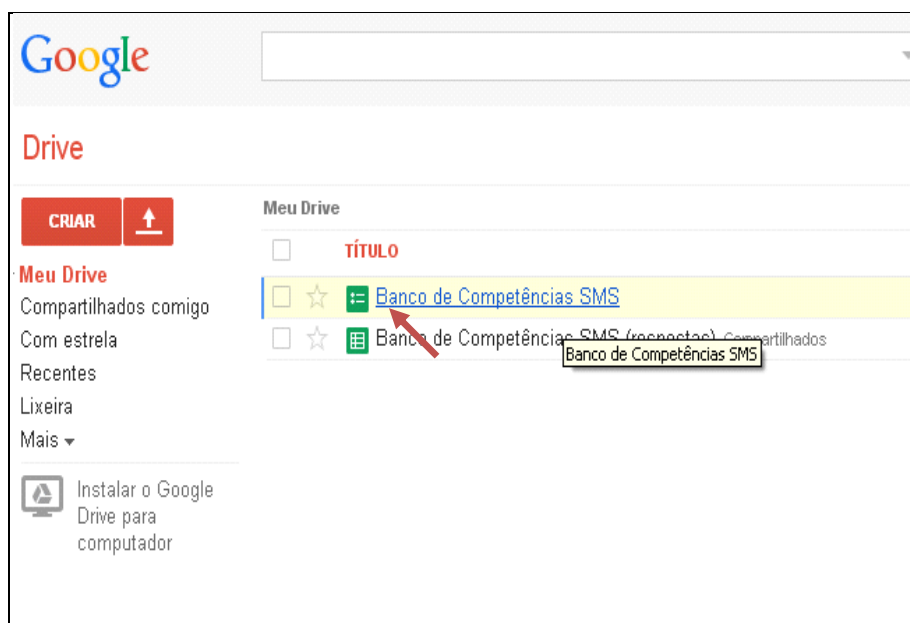 Google
Drive
CRIAR
Meu Drive
Compartilhados comigo
Com estrela
Recentes
Lixeira
Mais
Instalar o Google
Drive para
computador
Meu Drive
TÍTULO
Banco de Competências SMS
Banco de Competências SMS (respostas) Compartilhados
Banco de Competências SMS